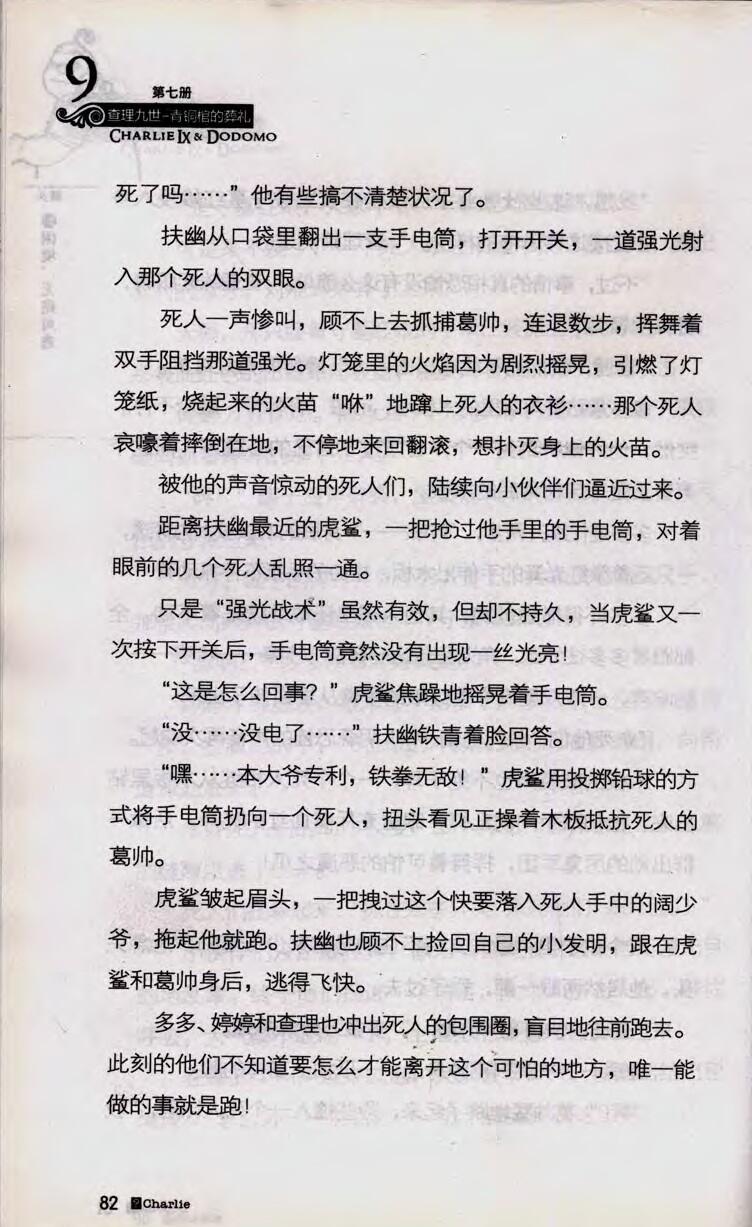 9
第七册
查理九世-青铜棺的葬礼
CHARLIE IX & DODOMO
死了吗……”他有些搞不清楚状况了。
扶幽从口袋里翻出一支手电筒，打开开关，一道强光射
入那个死人的双眼。
死人一声惨叫，顾不上去抓捕葛帅，连退数步，挥舞着
双手阻挡那道强光。灯笼里的火焰因为剧烈摇晃，引燃了灯
笼纸，烧起来的火苗“咻”地蹿上死人的衣衫……那个死人
哀嚎着摔倒在地，不停地来回翻滚，想扑灭身上的火苗。
被他的声音惊动的死人们，陆续向小伙伴们逼近过来。
距离扶幽最近的虎鲨，一把抢过他手里的手电筒，对着
眼前的几个死人乱照一通。
只是“强光战术”虽然有效，但却不持久，当虎鲨又一
次按下开关后，手电筒竟然没有出现一丝光亮！
“这是怎么回事？”虎鲨焦躁地摇晃着手电筒。
“没……没电了……”扶幽铁青着脸回答。
“嘿……本大爷专利，铁拳无敌！”虎鲨用投掷铅球的方
式将手电筒扔向一个死人，扭头看见正操着木板抵抗死人的
葛帅。
虎鲨皱起眉头，一把拽过这个快要落入死人手中的阔少
爷，拖起他就跑。扶幽也顾不上捡回自己的小发明，跟在虎
鲨和葛帅身后，逃得飞快。
多多、婷婷和查理也冲出死人的包围圈，盲目地往前跑去。
此刻的他们不知道要怎么才能离开这个可怕的地方，唯一能
做的事就是跑！
82 Charlie